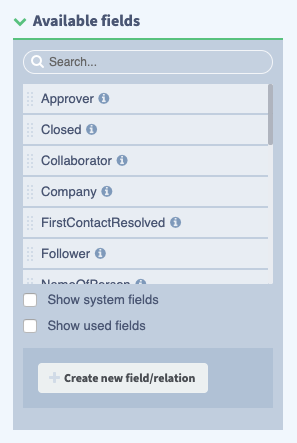 Available fields
Search...
Approver
Closed
Collaborator
Company
FirstContactResolved
Follower
NameOfPerson
Show system fields
Show used fields
Create new field/relation